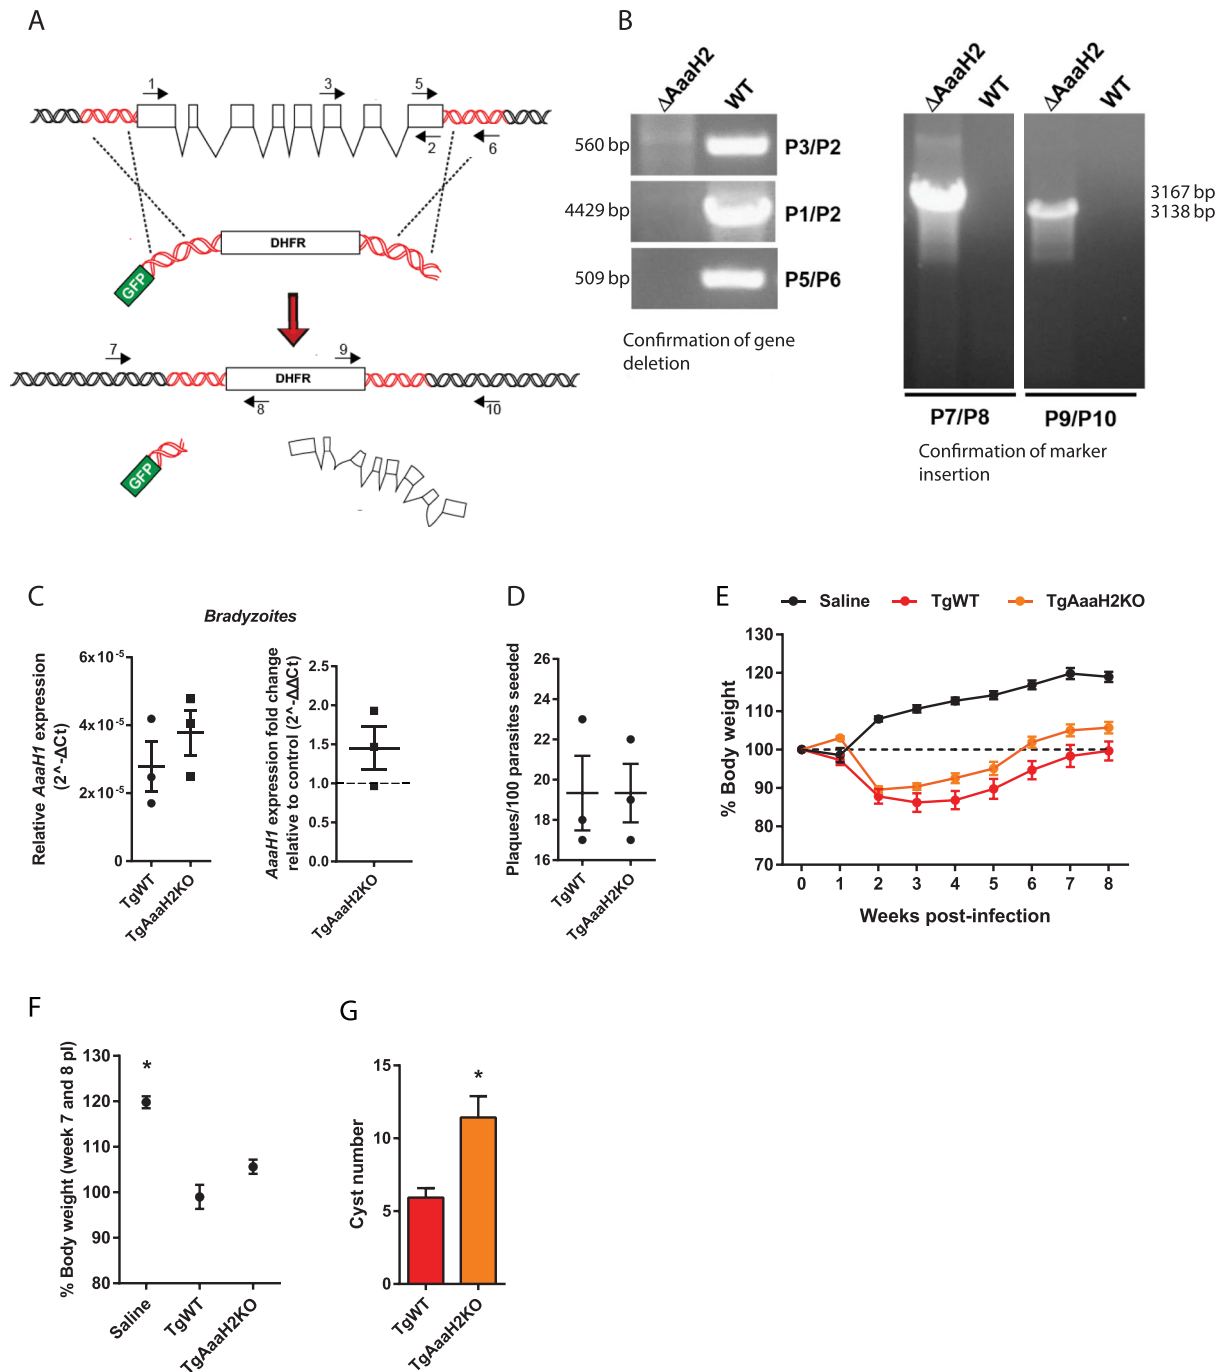 A
1
3
5
2
6
DHFR
GFP
7
9
DHFR
8
10
GFP
B
ΔAaaH2
WT
560 bp
P3/P2
4429 bp
P1/P2
509 bp
P5/P6
Confirmation of gene
deletion
ΔAaaH2
WT
ΔAaaH2
WT
3167 bp
3138 bp
P7/P8
P9/P10
Confirmation of marker
insertion
C
Bradyzoites
Relative AaaH1 expression
(2^-ΔCt)
6x10⁻⁵
4x10⁻⁵
2x10⁻⁵
0
TgWT
TgAaaH2KO
AaaH1 expression fold change
relative to control (2^-ΔΔCt)
2.5
2.0
1.5
1.0
0.5
0.0
TgAaaH2KO
D
Plaques/100 parasites seeded
26
24
22
20
18
16
TgWT
TgAaaH2KO
E
Saline
TgWT
TgAaaH2KO
% Body weight
130
120
110
100
90
80
70
0
1
2
3
4
5
6
7
8
Weeks post-infection
F
% Body weight (week 7 and 8 pI)
130
120
110
100
90
80
*
Saline
TgWT
TgAaaH2KO
G
Cyst number
15
10
5
0
*
TgWT
TgAaaH2KO